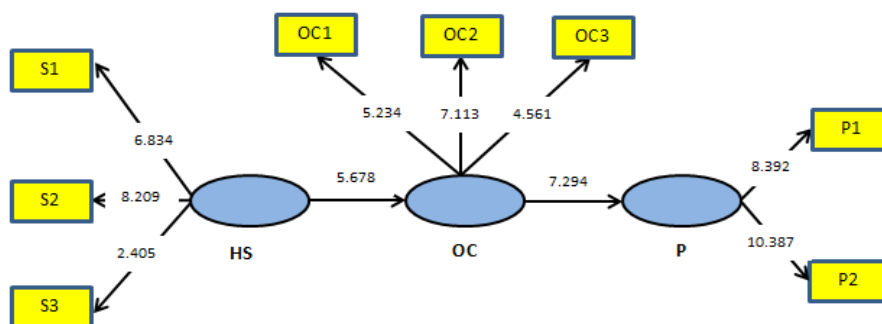 OC1
OC2
OC3
S1
5.234
7.113
4.561
P1
6.834
8.392
5.678
7.294
S2
8.209
HS
OC
P
10.387
2.405
P2
S3